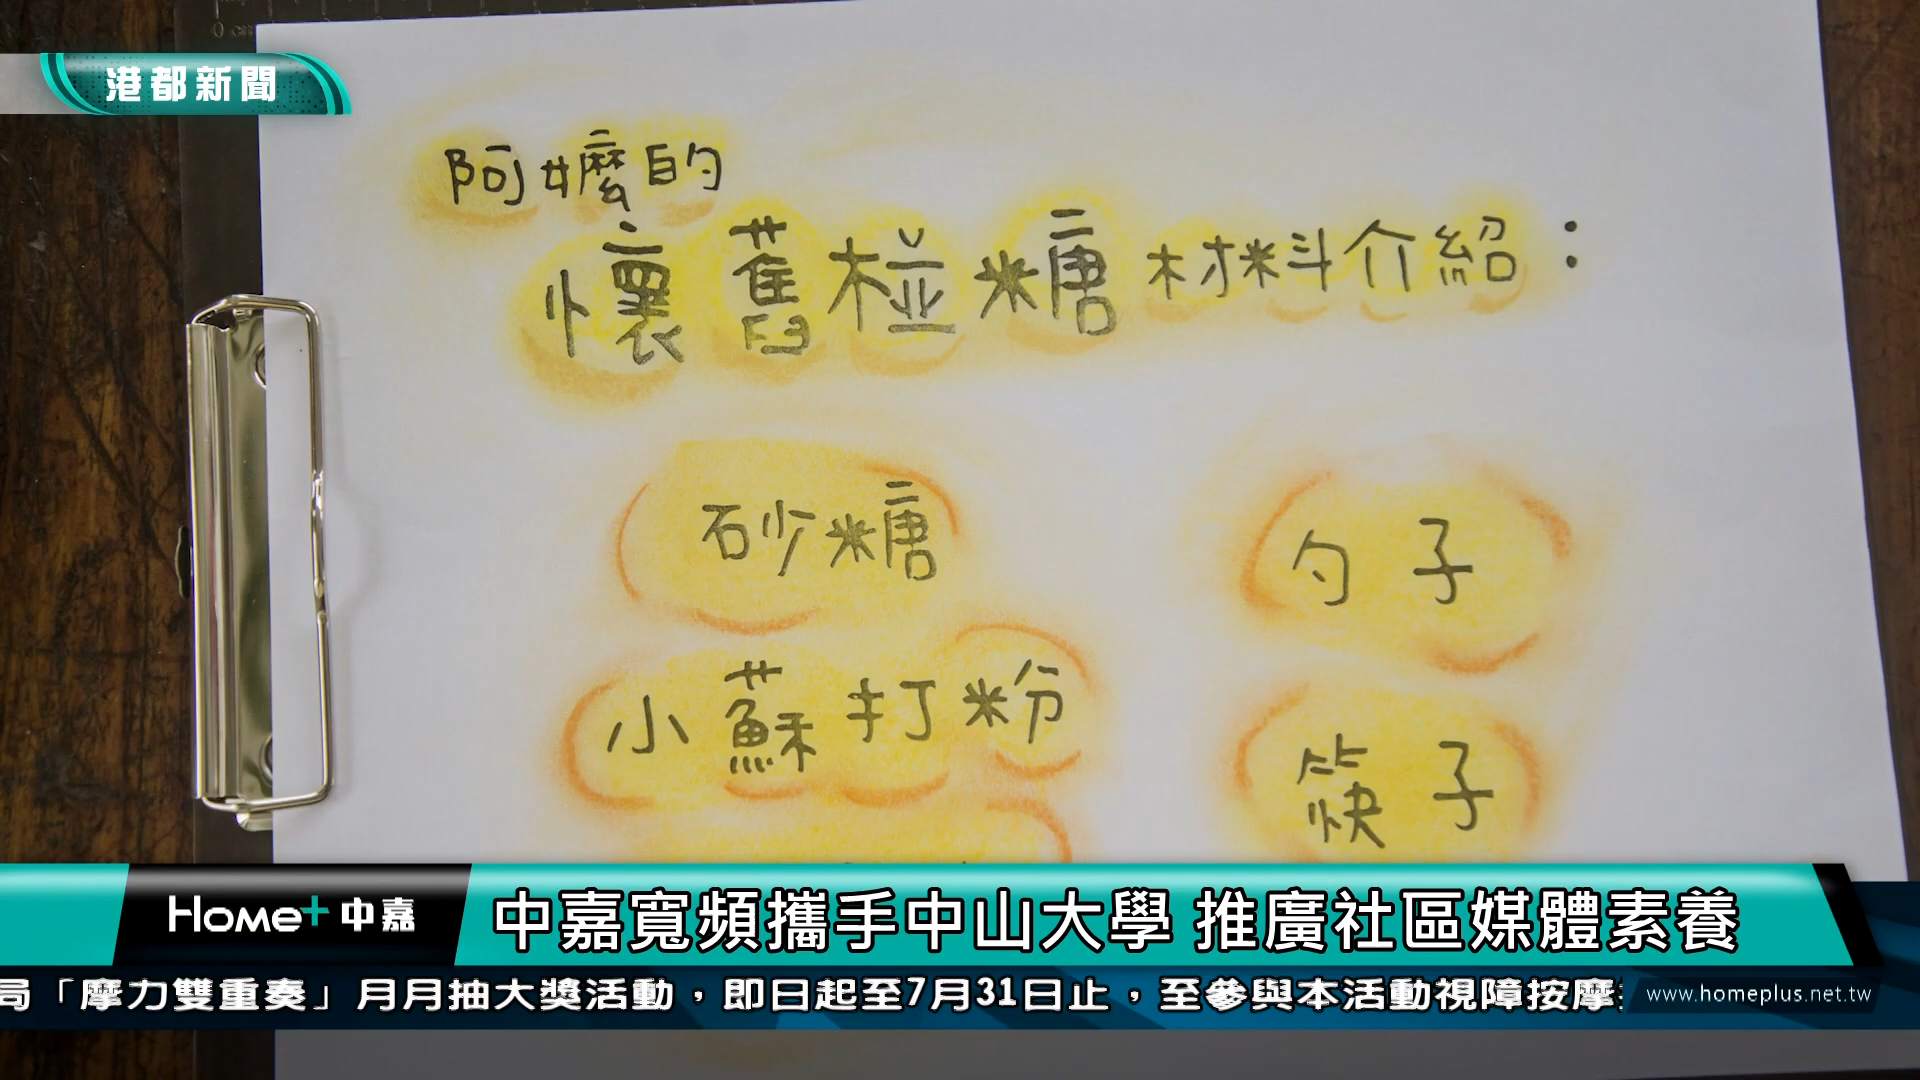 港都新聞
阿嬤的
懷舊椪糖材料介紹：
砂糖
勺子
小蘇打粉
筷子
Home+中嘉
中嘉寬頻攜手中山大學 推廣社區媒體素養
局「摩力雙重奏」月月抽大獎活動，即日起至7月31日止，至參與本活動視障按摩
www.homeplus.net.tw